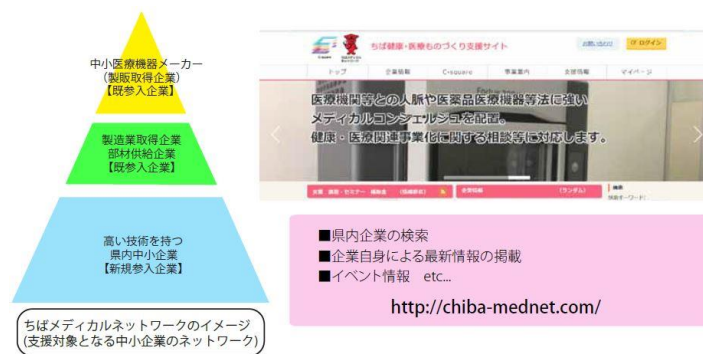 中小医療機器メーカー
(製販取得企業)
【既参入企業】
製造業取得企業
部材供給企業
【既参入企業】
高い技術を持つ
県内中小企業
【新規参入企業】
ちばメディカルネットワークのイメージ
(支援対象となる中小企業のネットワーク)
ちば健康・医療ものづくり支援サイト
お問い合わせ
ログイン
トップ
企業情報
C-square
事業案内
支援情報
マイページ
医療機関等との人脈や医薬品医療機器等法に強い
メディカルコンシェルジュを配置。
健康・医療関連事業化に関する相談等に対応します。
企業情報
(ランダム)
検索
■県内企業の検索
■企業自身による最新情報の掲載
■イベント情報 etc...
http://chiba-mednet.com/